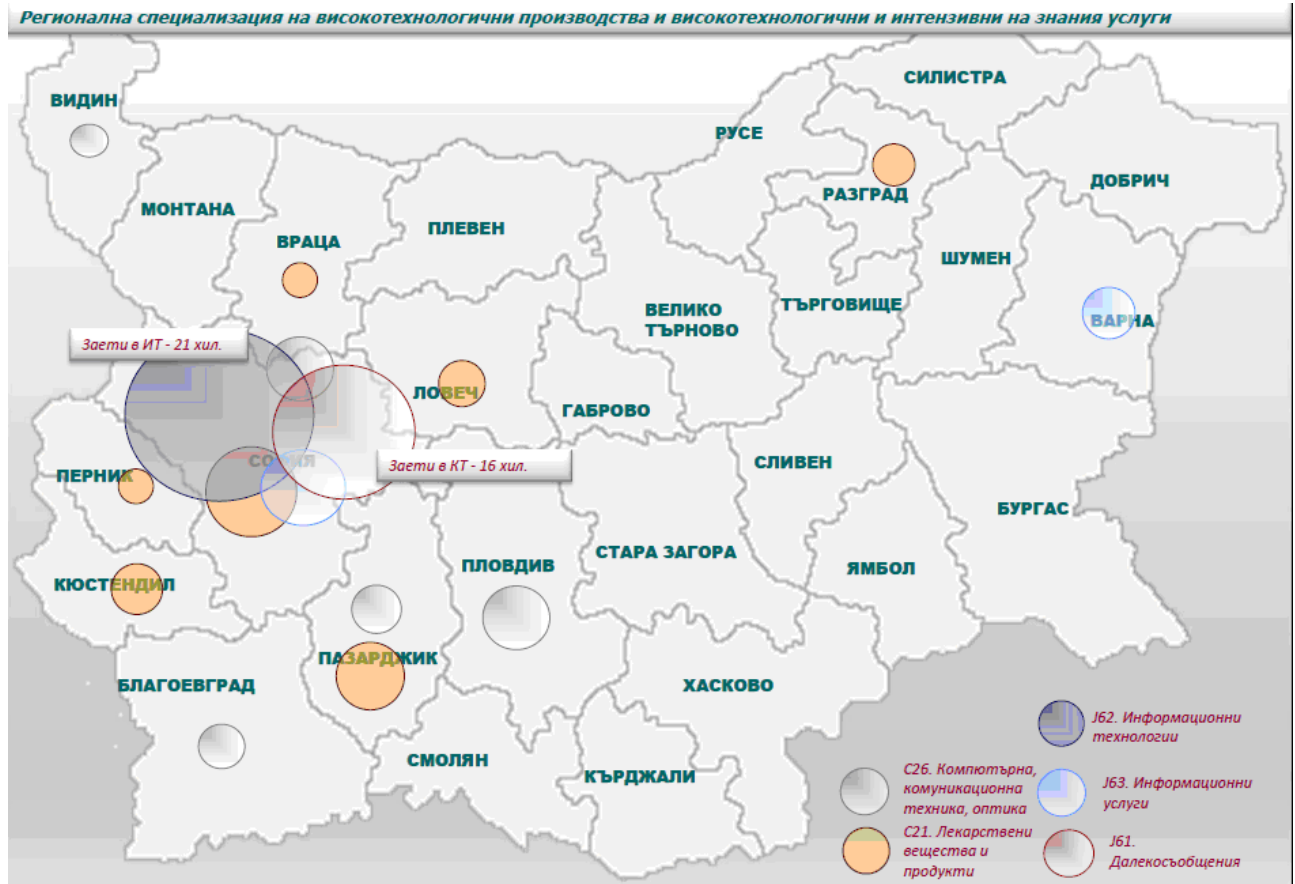 Регионална специализация на високотехнологични производства и високотехнологични и интензивни на знания услуги
СИЛИСТРА
ВИДИН
РУСЕ
ДОБРИЧ
РАЗГРАД
МОНТАНА
ПЛЕВЕН
ВРАЦА
ШУМЕН
ТЪРГОВИЩЕ
ВЕЛИКО
ТЪРНОВО
ВАРНА
Заети в ИТ - 21 хил.
ЛОВЕЧ
ГАБРОВО
СОФИЯ
Заети в КТ - 16 хил.
СЛИВЕН
ПЕРНИК
БУРГАС
СТАРА ЗАГОРА
ПЛОВДИВ
ЯМБОЛ
КЮСТЕНДИЛ
ПАЗАРДЖИК
БЛАГОЕВГРАД
ХАСКОВО
СМОЛЯН
КЪРДЖАЛИ
J62. Информационни
технологии
C26. Компютърна,
комуникационна
техника, оптика
J63. Информационни
услуги
C21. Лекарствени
вещества и
продукти
J61.
Далекосъобщения